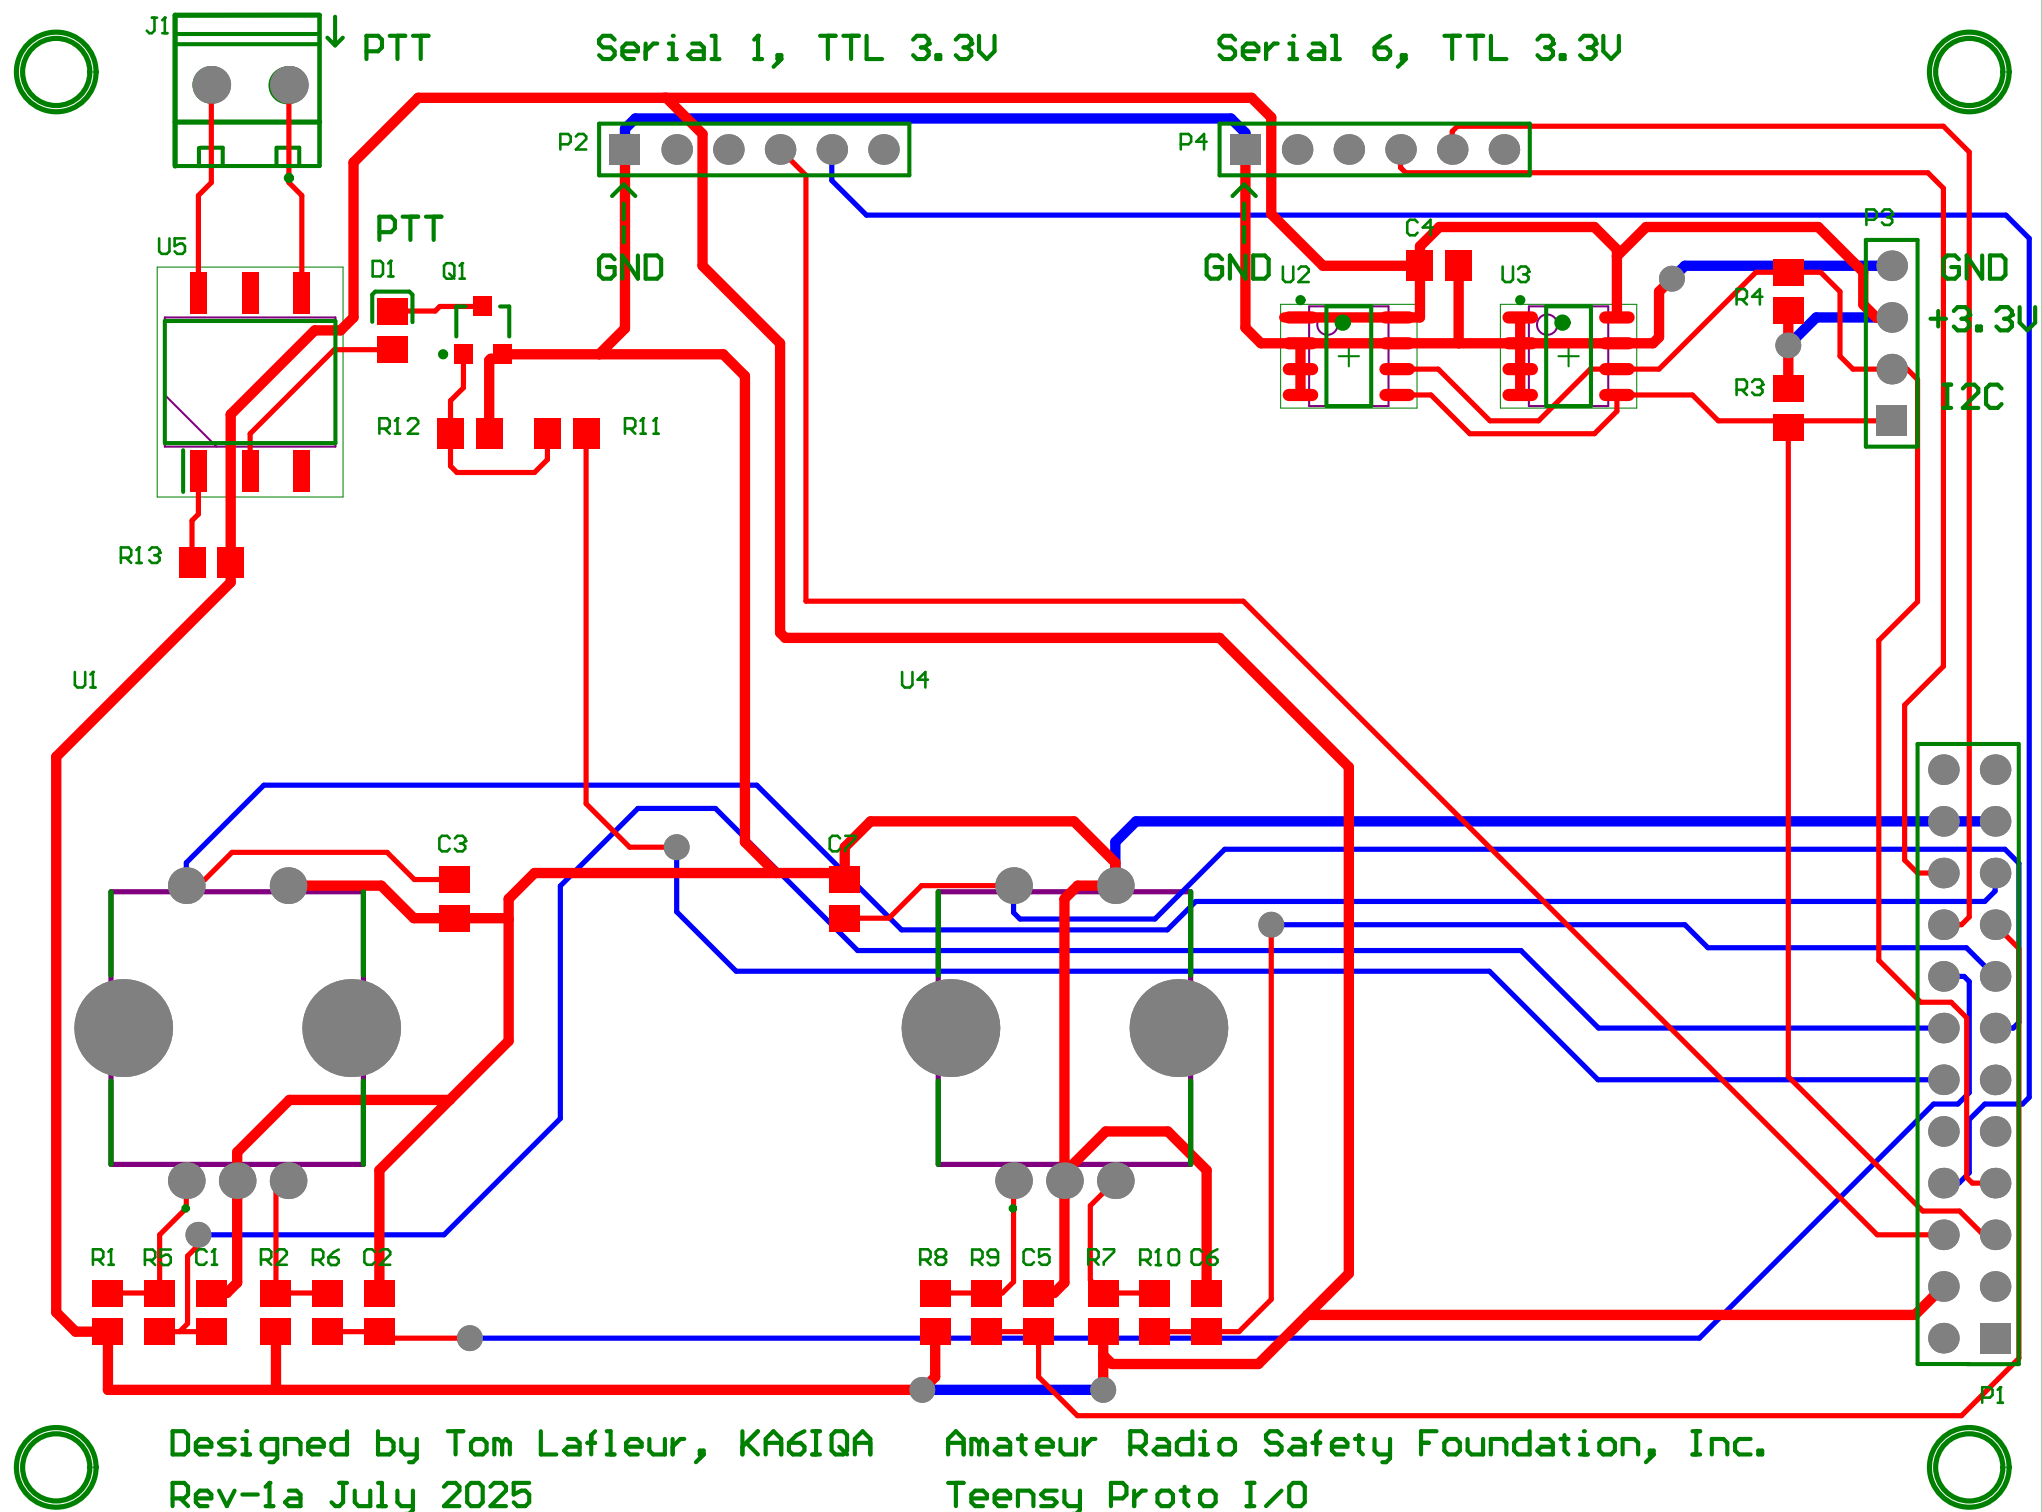 J1
PTT
Serial 1, TTL 3.3V
Serial 6, TTL 3.3V
P2
P4
PTT
U5
D1
Q1
GND
GND
U2
C4
U3
P3
GND
R4
+3.3V
R3
I2C
R12
R11
R13
U1
U4
C3
C7
R1
R5
C1
R2
R6
C2
R8
R9
C5
R7
R10
C6
P1
Designed by Tom Lafleur, KA6IQA
Amateur Radio Safety Foundation, Inc.
Rev-1a July 2025
Teensy Proto I/O